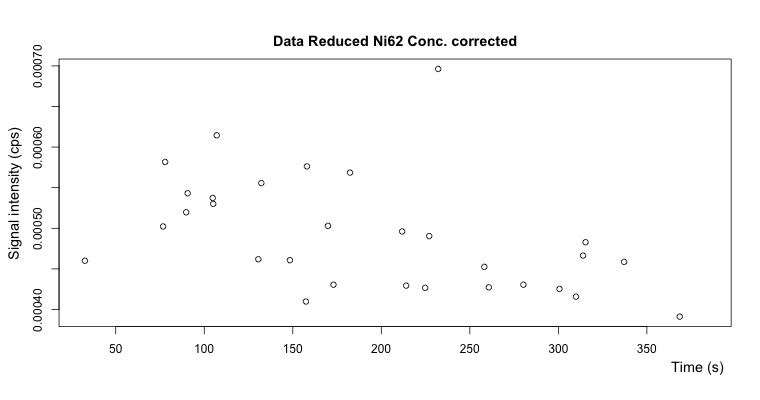 Data Reduced Ni62 Conc. corrected
Signal intensity (cps)
0.00070
0.00060
0.00050
0.00040
50 100 150 200 250 300 350
Time (s)